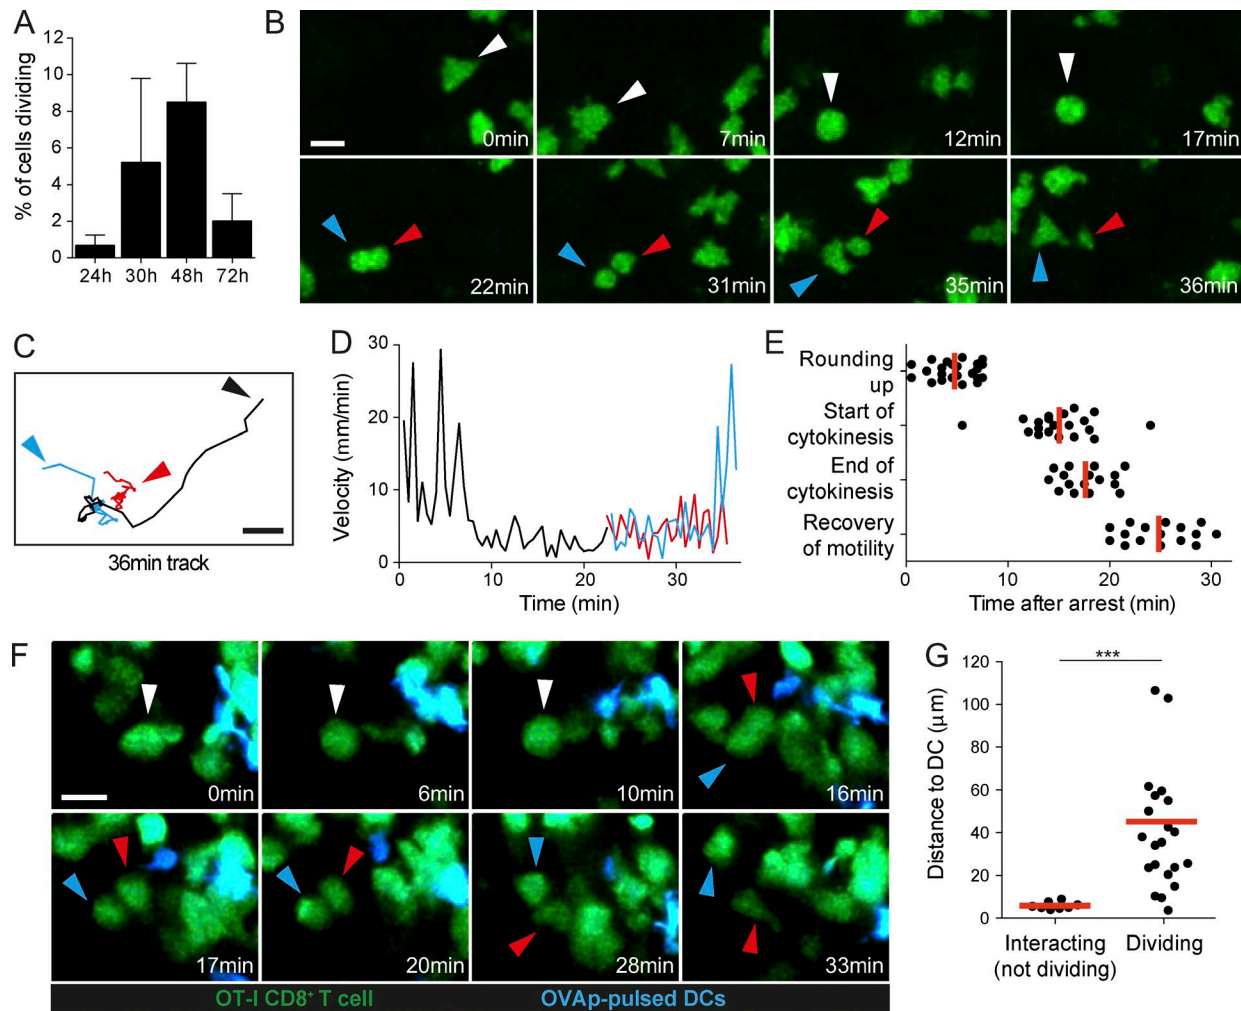 A
% of cells dividing
12
10
8
6
4
2
0
24h 30h 48h 72h
B
0min
7min
12min
17min
22min
31min
35min
36min
C
36min track
D
Velocity (mm/min)
30
20
10
0
0 10 20 30
Time (min)
E
Rounding
up
Start of
cytokinesis
End of
cytokinesis
Recovery
of motility
0 10 20 30
Time after arrest (min)
F
0min
6min
10min
16min
17min
20min
28min
33min
OT-I CD8⁺ T cell
OVAp-pulsed DCs
G
***
Distance to DC (µm)
120
100
80
60
40
20
0
Interacting
(not dividing)
Dividing